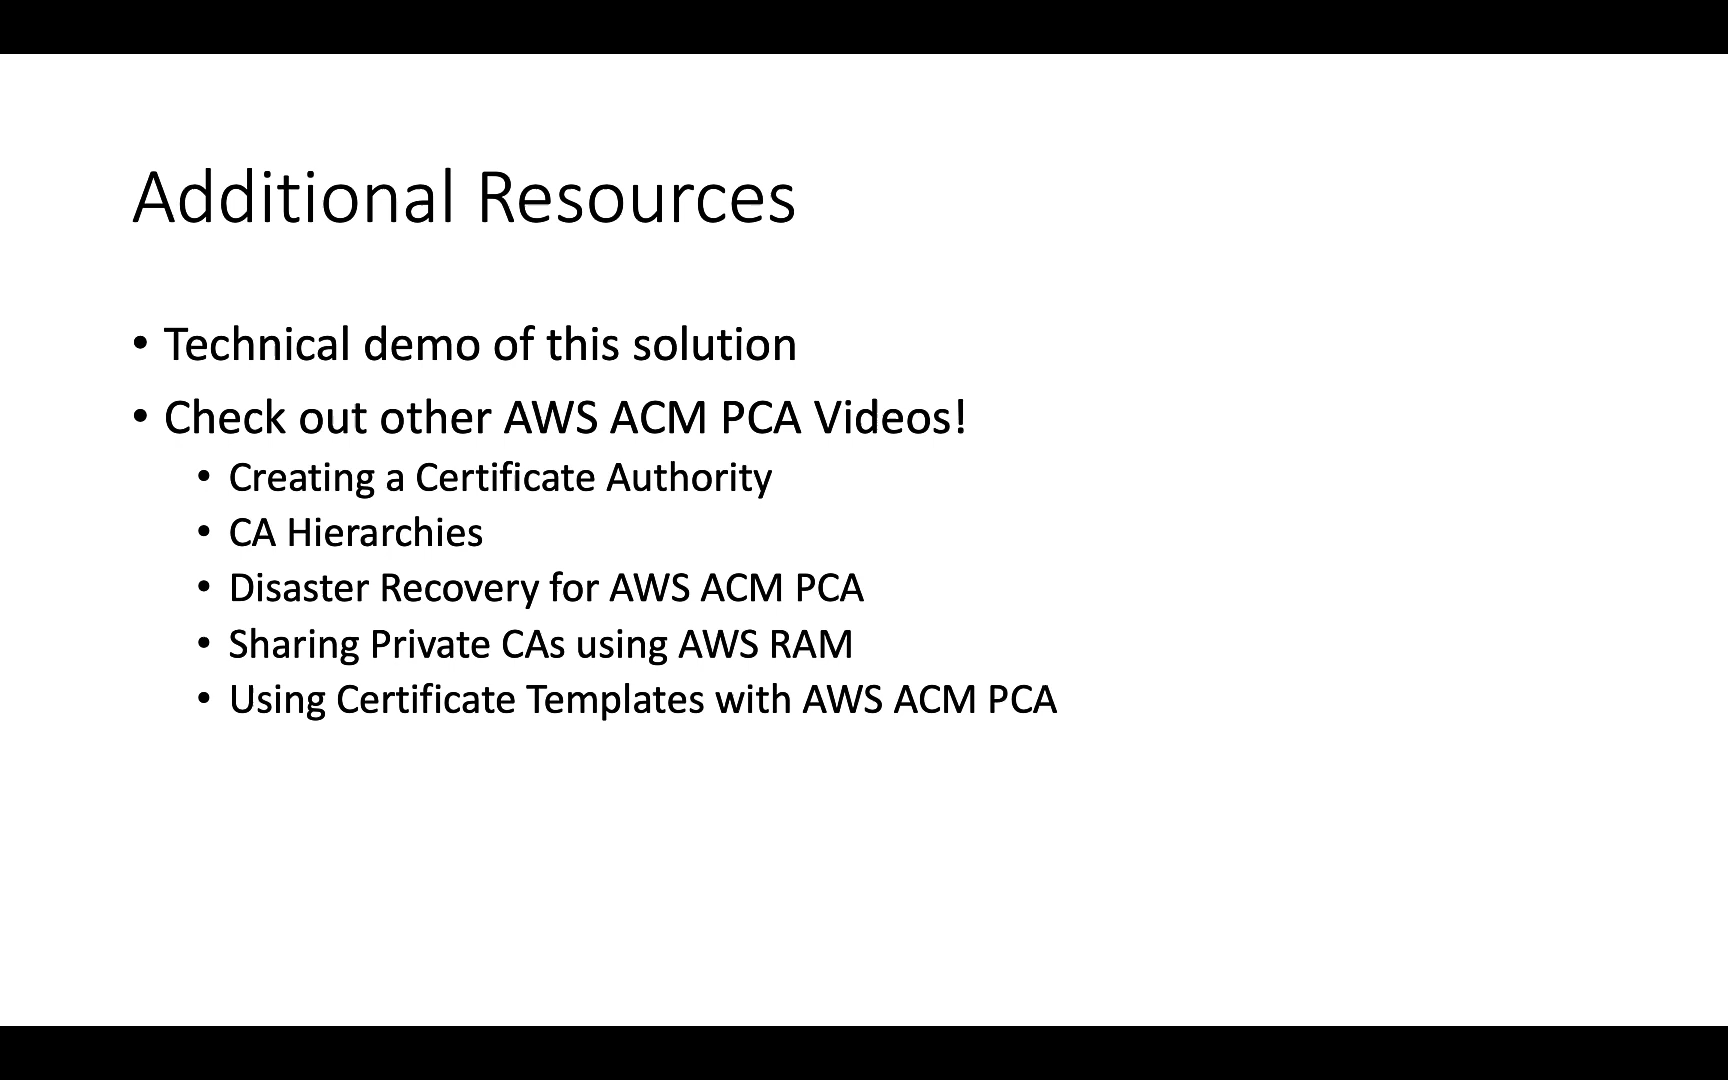 Additional Resources
• Technical demo of this solution
• Check out other AWS ACM PCA Videos!
• Creating a Certificate Authority
• CA Hierarchies
• Disaster Recovery for AWS ACM PCA
• Sharing Private CAs using AWS RAM
• Using Certificate Templates with AWS ACM PCA